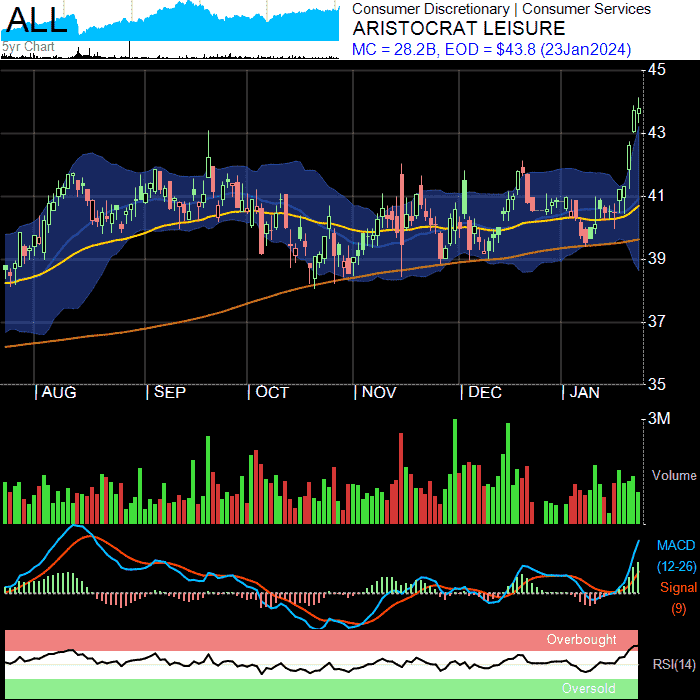 ALL
5yr Chart
Consumer Discretionary | Consumer Services
ARISTOCRAT LEISURE
MC = 28.2B, EOD = $43.8 (23Jan2024)
45
43
41
39
37
35
| AUG | SEP | OCT | NOV | DEC | JAN
3M
Volume
MACD
(12-26)
Signal
(9)
Overbought
RSI(14)
Oversold